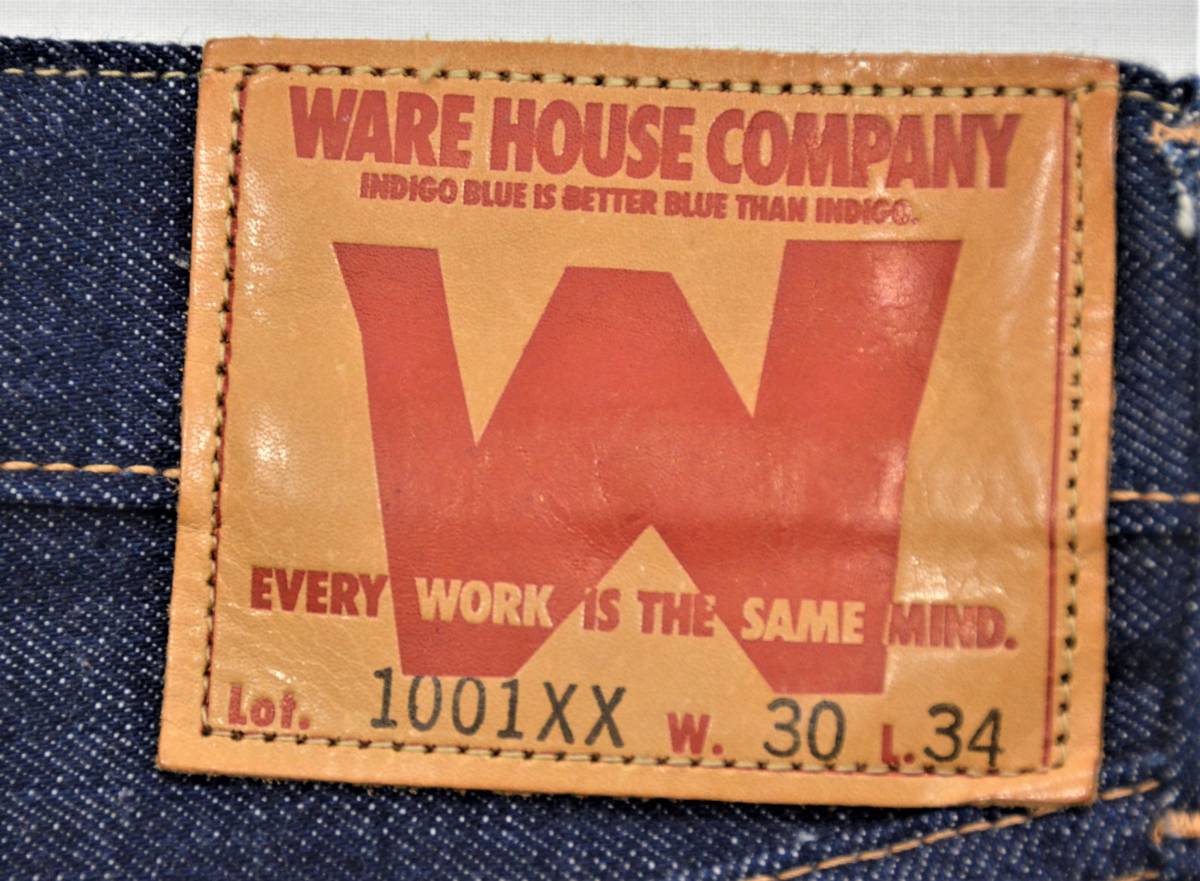 WARE HOUSE COMPANY
INDIGO BLUE IS BETTER BLUE THAN INDIGO.
W
EVERY WORK IS THE SAME MIND.
Lot. 1001XX W. 30 L. 34